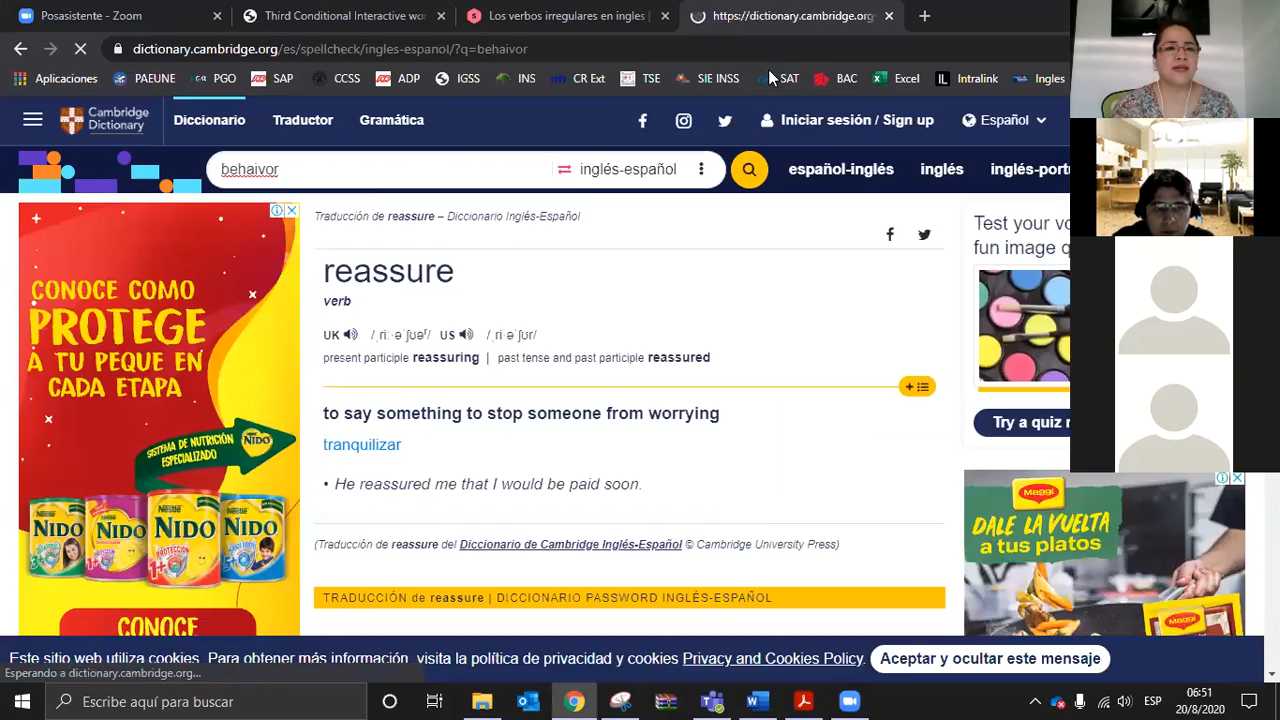 Posasistente - Zoom
Third Conditional Interactive wo
Los verbos irregulares en ingles |
https://dictionary.cambridge.org
dictionary.cambridge.org/es/spellcheck/ingles-español/?q=behaivor
Aplicaciones PAEUNE PGO SAP CCSS ADP IGSS INS CR Ext TSE SIE INSS SAT BAC Excel Intralink Ingles
Cambridge Dictionary
Diccionario Traductor Gramática
Iniciar sesión / Sign up
Español
behaivor
inglés-español
español-inglés inglés inglés-port
CONOCE COMO
PROTEGE
A TU PEQUE EN
CADA ETAPA
SISTEMA DE NUTRICIÓN
ESPECIALIZADO
NIDO
Nestle
NIDO NIDO NIDO NIDO
1+
CONOCE
Traducción de reassure – Diccionario Inglés-Español
reassure
verb
UK /ˌriː·əˈʃʊəʳ/ US /ˌri·əˈʃʊr/
present participle reassuring | past tense and past participle reassured
to say something to stop someone from worrying
tranquilizar
• He reassured me that I would be paid soon.
(Traducción de reassure del Diccionario de Cambridge Inglés-Español © Cambridge University Press)
TRADUCCIÓN de reassure | DICCIONARIO PASSWORD INGLÉS-ESPAÑOL
Test your vo
fun image q
Try a quiz n
Maggi
DALE LA VUELTA
a tus platos
Maggi
Este sitio web utiliza cookies. Para obtener más información, visita la política de privacidad y cookies Privacy and Cookies Policy.
Aceptar y ocultar este mensaje
Esperando a dictionary.cambridge.org...
Escribe aquí para buscar
ESP
06:51
20/8/2020